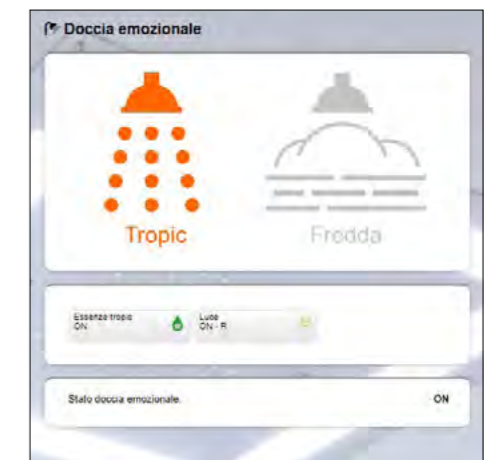 Doccia emozionale
Tropic
Fredda
Essenza tropic
ON
Luce
ON - R
Stato doccia emozionale.
ON